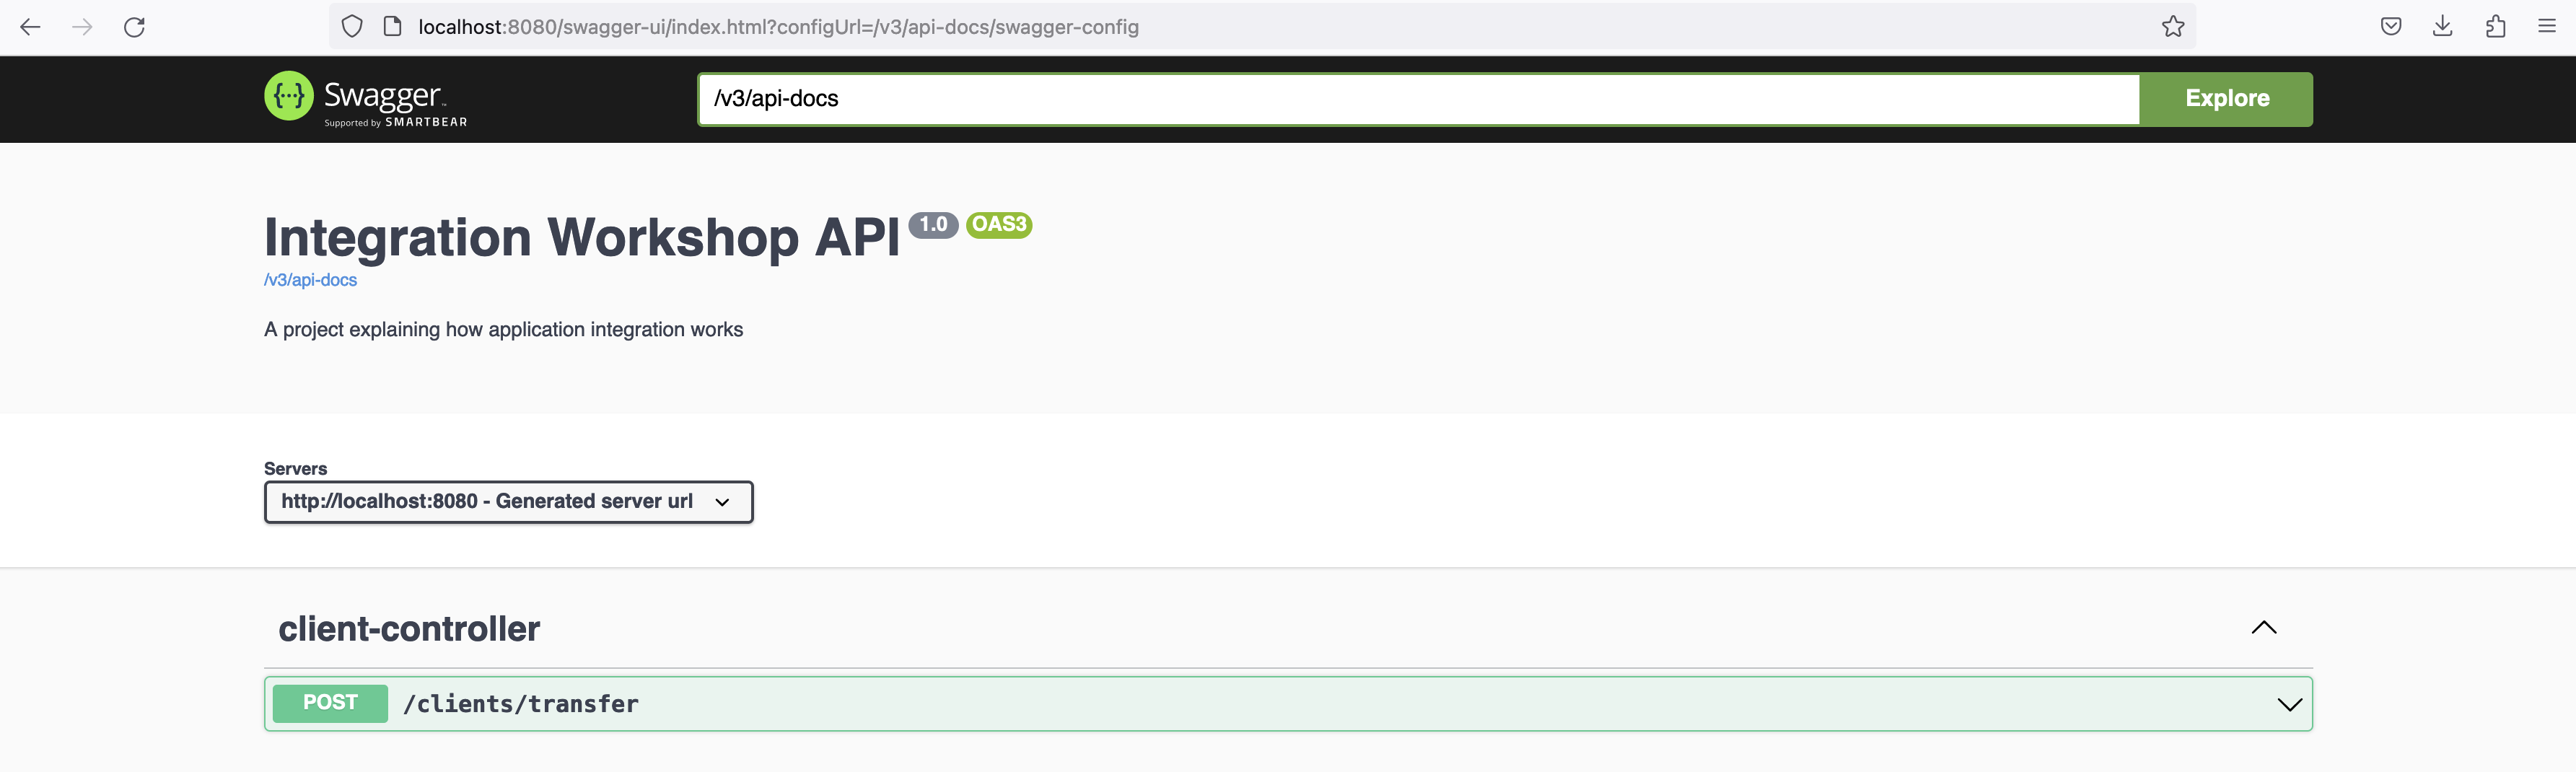 localhost:8080/swagger-ui/index.html?configUrl=/v3/api-docs/swagger-config
{···} Swagger™
Supported by SMARTBEAR
/v3/api-docs
Explore
Integration Workshop API 1.0 OAS3
/v3/api-docs
A project explaining how application integration works
Servers
http://localhost:8080 - Generated server url
client-controller
POST /clients/transfer